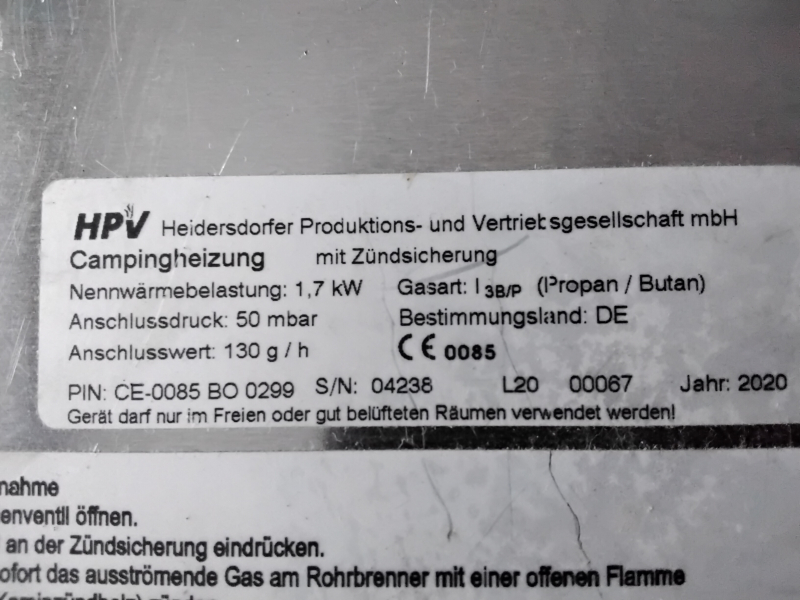 HPV Heidersdorfer Produktions- und Vertriebsgesellschaft mbH
Campingheizung mit Zündsicherung
Nennwärmebelastung: 1,7 kW Gasart: I 3B/P (Propan / Butan)
Anschlussdruck: 50 mbar Bestimmungsland: DE
Anschlusswert: 130 g / h CE 0085
PIN: CE-0085 BO 0299 S/N: 04238 L20 00067 Jahr: 2020
Gerät darf nur im Freien oder gut belüfteten Räumen verwendet werden!
nahme
enventil öffnen.
an der Zündsicherung eindrücken.
ofort das ausströmende Gas am Rohrbrenner mit einer offenen Flamme